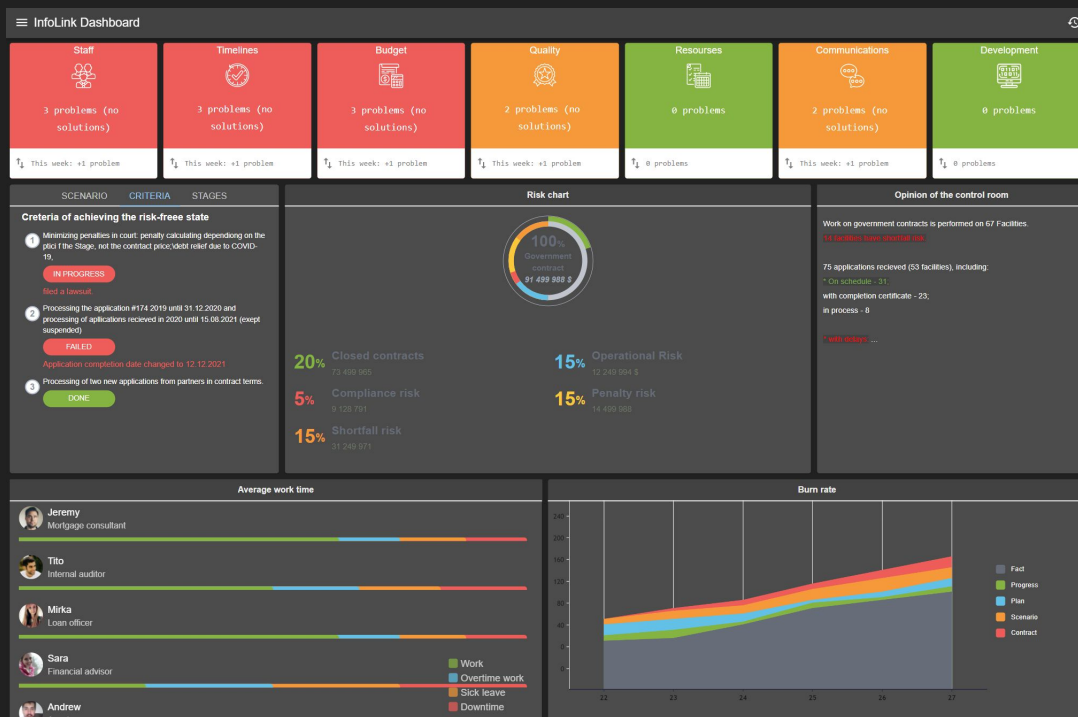 InfoLink Dashboard
Staff
3 problems (no
solutions)
This week: +1 problem
Timelines
3 problems (no
solutions)
This week: +1 problem
Budget
3 problems (no
solutions)
This week: +1 problem
Quality
2 problems (no
solutions)
This week: +1 problem
Resourses
0 problems
0 problems
Communications
2 problems (no
solutions)
This week: +1 problem
Development
0 problems
0 problems
SCENARIO CRITERIA STAGES
Creteria of achieving the risk-freee state
1 Minimizing penalties in court: penalty calculating dependiong on the
ptici f the Stage, not the contrtact price;\debt relief due to COVID-
19,
IN PROGRESS
filed a lawsuit.
2 Processing the application #174 2019 until 31.12.2020 and
processing of apllications recieved in 2020 until 15.08.2021 (exept
suspended)
FAILED
Application completion date changed to 12.12.2021
3 Processing of two new applications from partners in contract terms.
DONE
Risk chart
100%
Government
contract
91 499 988 $
20% Closed contracts
73 499 965
5% Compliance risk
9 128 791
15% Shortfall risk
31 249 971
15% Operational Risk
12 249 994 $
15% Penalty risk
14 499 988
Opinion of the control room
Work on government contracts is performed on 67 Facilities.
75 applications recieved (53 facilities), including:
* On schedule - 31;
with completion certificate - 23;
in process - 8
* with delays: ...
Average work time
Jeremy
Mortgage consultant
Tito
Internal auditor
Mirka
Loan officer
Sara
Financial advisor
Andrew
Work
Overtime work
Sick leave
Downtime
Burn rate
240
200
160
120
80
40
0
0
22 23 24 25 26 27
Fact
Progress
Plan
Scenario
Contract